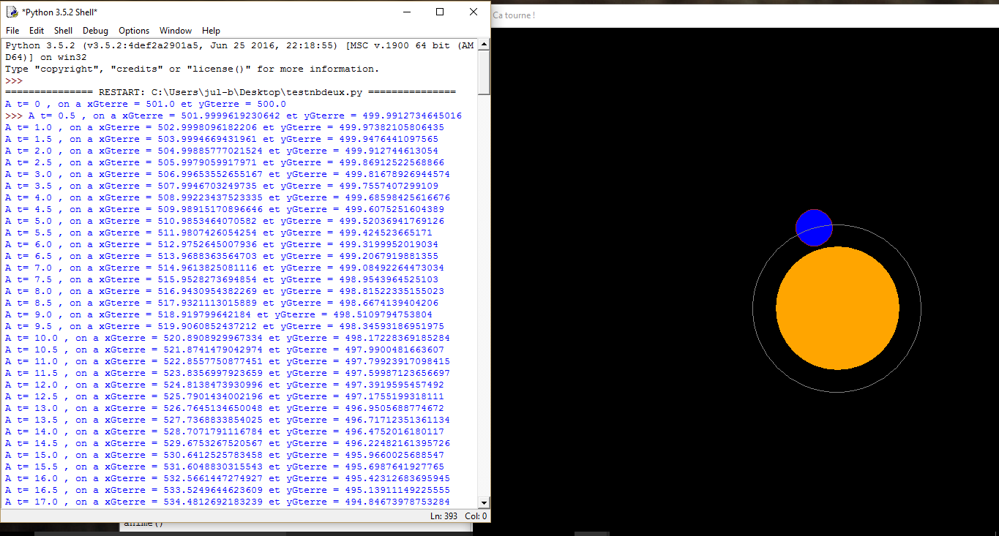 *Python 3.5.2 Shell*
File Edit Shell Debug Options Window Help
Python 3.5.2 (v3.5.2:4def2a2901a5, Jun 25 2016, 22:18:55) [MSC v.1900 64 bit (AM
D64)] on win32
Type "copyright", "credits" or "license()" for more information.
>>>
=============== RESTART: C:\Users\jul-b\Desktop\testnbdeux.py ===============
A t= 0 , on a xGterre = 501.0 et yGterre = 500.0
>>> A t= 0.5 , on a xGterre = 501.9999619230642 et yGterre = 499.9912734645016
A t= 1.0 , on a xGterre = 502.9998096182206 et yGterre = 499.97382105806435
A t= 1.5 , on a xGterre = 503.9994669431961 et yGterre = 499.9476441097565
A t= 2.0 , on a xGterre = 504.99885777021524 et yGterre = 499.912744613054
A t= 2.5 , on a xGterre = 505.9979059917971 et yGterre = 499.86912522568866
A t= 3.0 , on a xGterre = 506.99653552655167 et yGterre = 499.81678926944574
A t= 3.5 , on a xGterre = 507.9946703249735 et yGterre = 499.7557407299109
A t= 4.0 , on a xGterre = 508.99223437523335 et yGterre = 499.68598425616676
A t= 4.5 , on a xGterre = 509.98915170896646 et yGterre = 499.6075251604389
A t= 5.0 , on a xGterre = 510.9853464070582 et yGterre = 499.52036941769126
A t= 5.5 , on a xGterre = 511.9807426054254 et yGterre = 499.424523665171
A t= 6.0 , on a xGterre = 512.9752645007936 et yGterre = 499.3199952019034
A t= 6.5 , on a xGterre = 513.9688363564703 et yGterre = 499.2067919881355
A t= 7.0 , on a xGterre = 514.9613825081116 et yGterre = 499.08492264473034
A t= 7.5 , on a xGterre = 515.9528273694854 et yGterre = 498.9543964525103
A t= 8.0 , on a xGterre = 516.9430954382269 et yGterre = 498.81522335155023
A t= 8.5 , on a xGterre = 517.9321113015889 et yGterre = 498.6674139404206
A t= 9.0 , on a xGterre = 518.919799642184 et yGterre = 498.5109794753804
A t= 9.5 , on a xGterre = 519.9060852437212 et yGterre = 498.34593186951975
A t= 10.0 , on a xGterre = 520.8908929967334 et yGterre = 498.17228369185284
A t= 10.5 , on a xGterre = 521.8741479042974 et yGterre = 497.9900481663607
A t= 11.0 , on a xGterre = 522.8557750877451 et yGterre = 497.79923917098415
A t= 11.5 , on a xGterre = 523.8356997923659 et yGterre = 497.59987123656697
A t= 12.0 , on a xGterre = 524.8138473930996 et yGterre = 497.3919595457492
A t= 12.5 , on a xGterre = 525.7901434002196 et yGterre = 497.1755199318111
A t= 13.0 , on a xGterre = 526.7645134650048 et yGterre = 496.9505688774672
A t= 13.5 , on a xGterre = 527.7368833854025 et yGterre = 496.71712351361134
A t= 14.0 , on a xGterre = 528.7071791116784 et yGterre = 496.4752016180117
A t= 14.5 , on a xGterre = 529.6753267520567 et yGterre = 496.22482161395726
A t= 15.0 , on a xGterre = 530.6412525783458 et yGterre = 495.9660025688547
A t= 15.5 , on a xGterre = 531.6048830315543 et yGterre = 495.6987641927765
A t= 16.0 , on a xGterre = 532.5661447274927 et yGterre = 495.42312683695945
A t= 16.5 , on a xGterre = 533.5249644623609 et yGterre = 495.13911149225555
A t= 17.0 , on a xGterre = 534.4812692183239 et yGterre = 494.84673978753284
Ln: 393 Col: 0
anime()
Ca tourne !